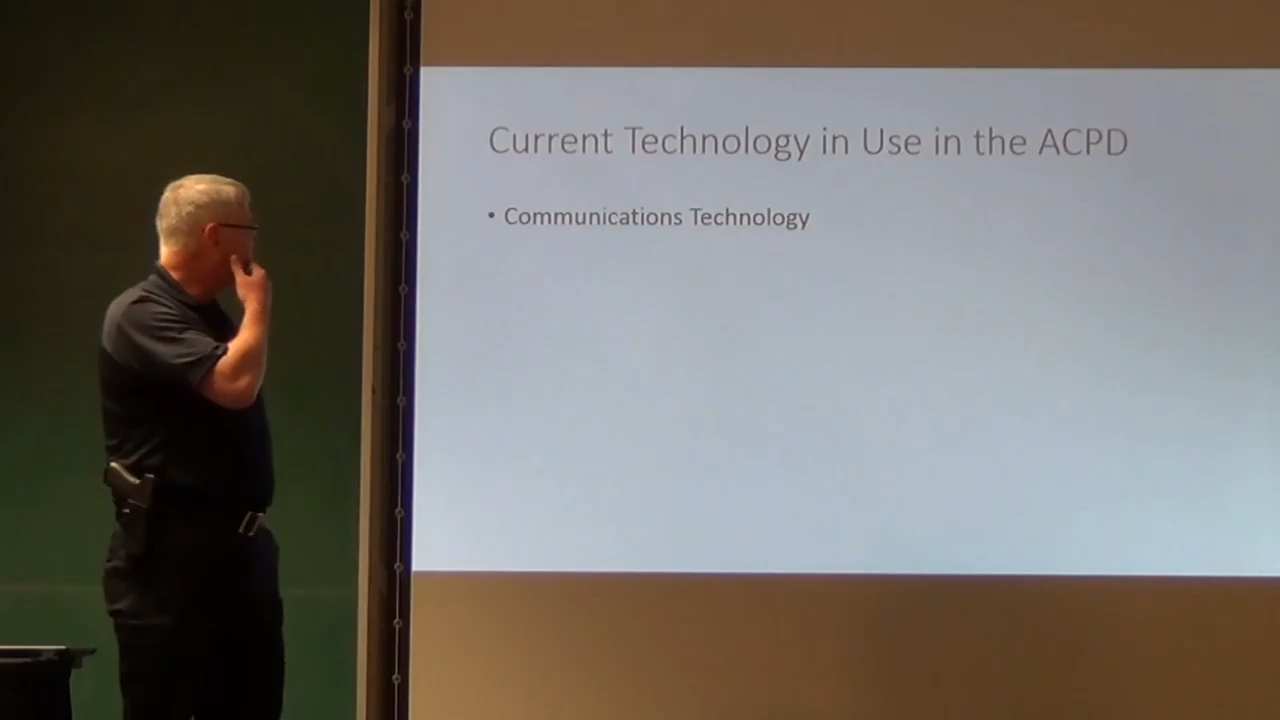 Current Technology in Use in the ACPD
• Communications Technology